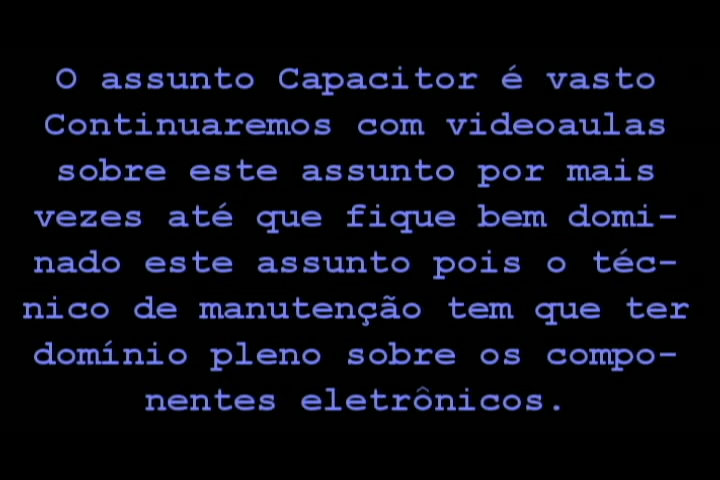 O assunto Capacitor é vasto
Continuaremos com videoaulas
sobre este assunto por mais
vezes até que fique bem domi-
nado este assunto pois o téc-
nico de manutenção tem que ter
domínio pleno sobre os compo-
nentes eletrônicos.